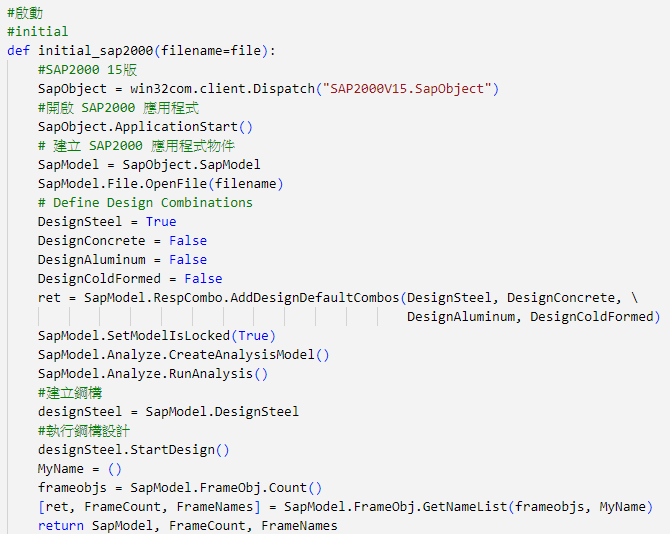 #啟動
#initial
def initial_sap2000(filename=file):
#SAP2000 15版
SapObject = win32com.client.Dispatch("SAP2000V15.SapObject")
#開啟 SAP2000 應用程式
SapObject.ApplicationStart()
# 建立 SAP2000 應用程式物件
SapModel = SapObject.SapModel
SapModel.File.OpenFile(filename)
# Define Design Combinations
DesignSteel = True
DesignConcrete = False
DesignAluminum = False
DesignColdFormed = False
ret = SapModel.RespCombo.AddDesignDefaultCombos(DesignSteel, DesignConcrete, \
DesignAluminum, DesignColdFormed)
SapModel.SetModelIsLocked(True)
SapModel.Analyze.CreateAnalysisModel()
SapModel.Analyze.RunAnalysis()
#建立鋼構
designSteel = SapModel.DesignSteel
#執行鋼構設計
designSteel.StartDesign()
MyName = ()
frameobjs = SapModel.FrameObj.Count()
[ret, FrameCount, FrameNames] = SapModel.FrameObj.GetNameList(frameobjs, MyName)
return SapModel, FrameCount, FrameNames